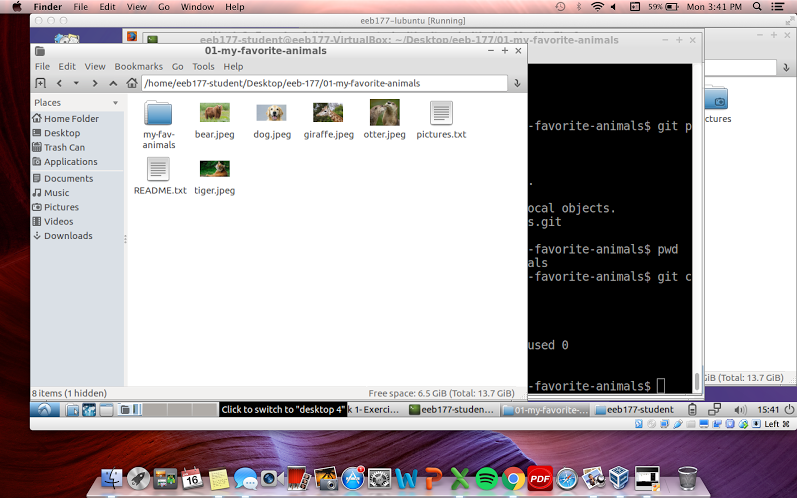 Finder File Edit View Go Window Help 59% Mon 3:41 PM
eeb177-lubuntu [Running]
eeb177-student@eeb177-VirtualBox: ~/Desktop/eeb-177/01-my-favorite-animals
01-my-favorite-animals
File Edit View Bookmarks Go Tools Help
/home/eeb177-student/Desktop/eeb-177/01-my-favorite-animals
Places
Home Folder
Desktop
Trash Can
Applications
Documents
Music
Pictures
Videos
Downloads
my-fav-
animals
bear.jpeg
dog.jpeg
giraffe.jpeg
otter.jpeg
pictures.txt
README.txt
tiger.jpeg
-favorite-animals$ git p
.
ocal objects.
s.git
-favorite-animals$ pwd
als
-favorite-animals$ git c
used 0
-favorite-animals$
ctures
8 items (1 hidden) Free space: 6.5 GiB (Total: 13.7 GiB)
GiB (Total: 13.7 GiB)
Click to switch to "desktop 4" k 1- Exerci... eeb177-studen... 01-my-favorite-... eeb177-student 15:41
Left ⌘
16
PDF